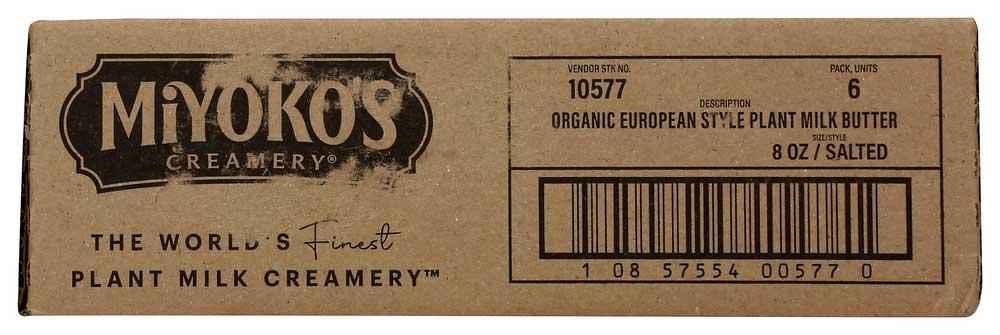 MiYOKO'S
CREAMERY®
THE WORLD'S Finest
PLANT MILK CREAMERY™
VENDOR STK NO.
10577
PACK, UNITS
6
DESCRIPTION
ORGANIC EUROPEAN STYLE PLANT MILK BUTTER
SIZE/STYLE
8 OZ / SALTED
1 08 57554 00577 0